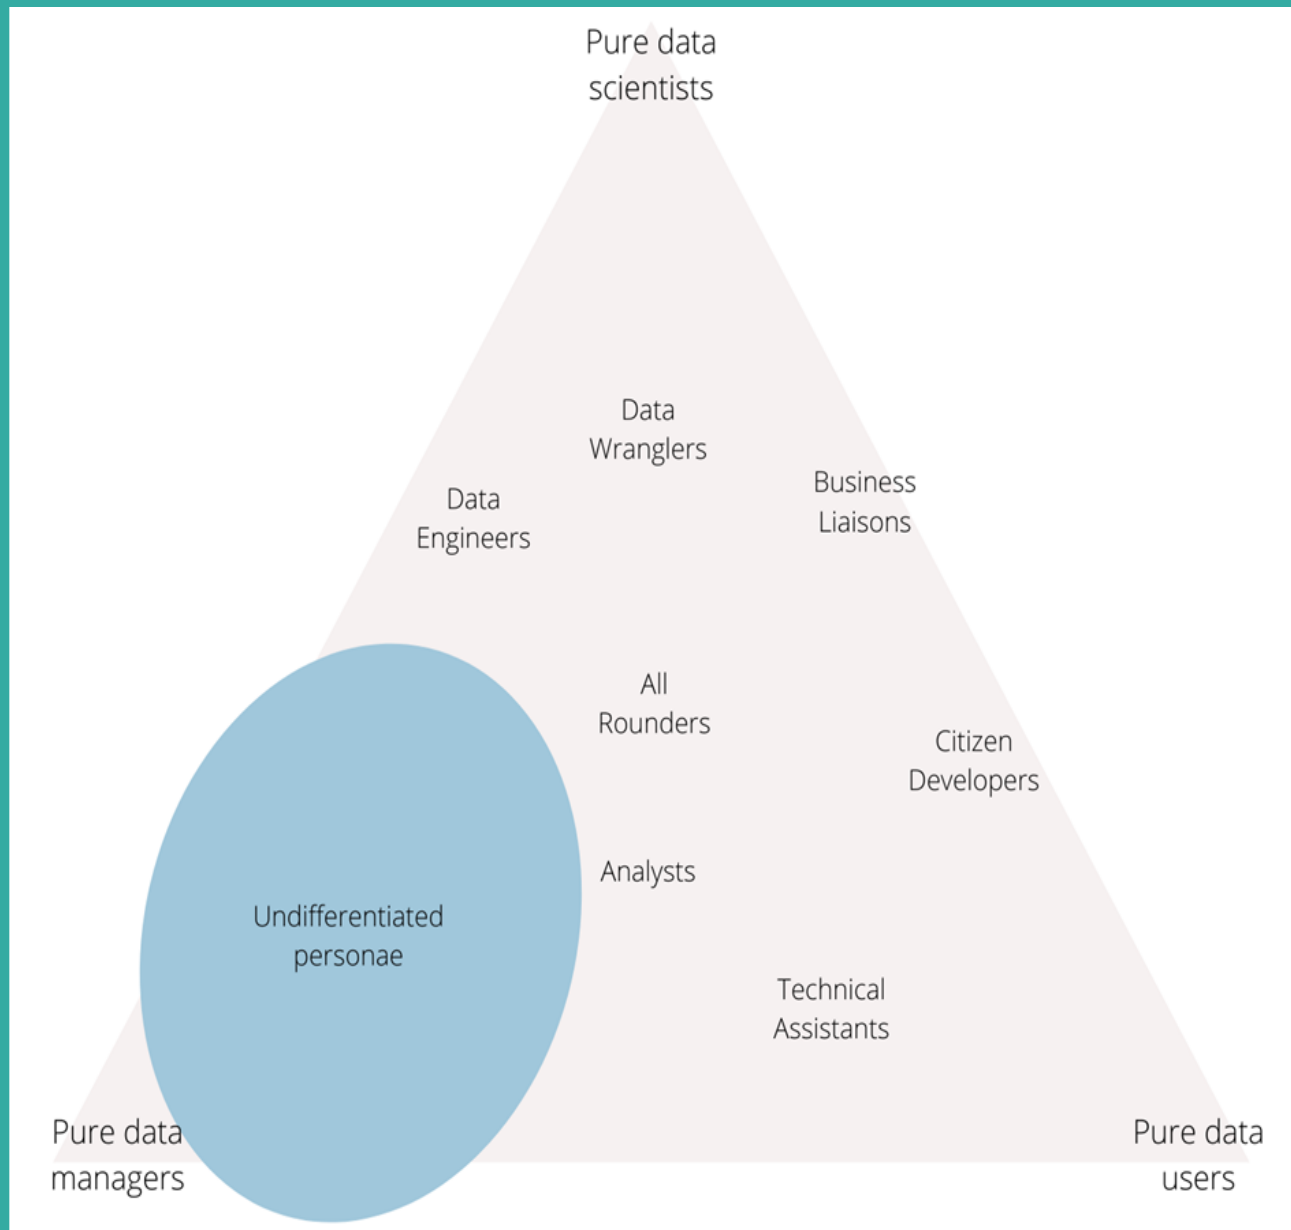 Pure data
scientists
Data
Wranglers
Business
Liaisons
Data
Engineers
All
Rounders
Citizen
Developers
Analysts
Undifferentiated
personae
Technical
Assistants
Pure data
managers
Pure data
users